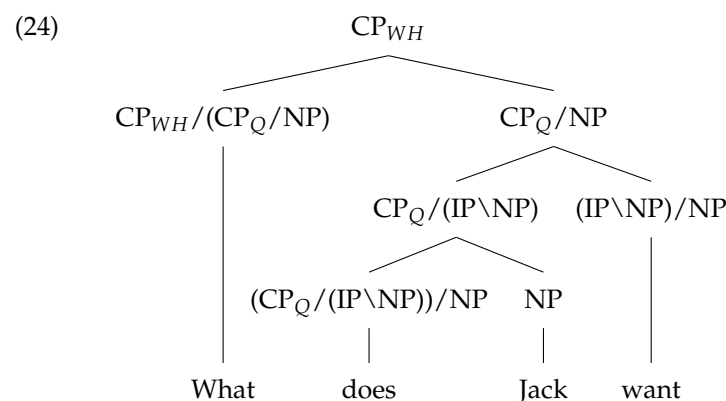 (24) CP_WH
CP_WH/(CP_Q/NP) CP_Q/NP
CP_Q/(IP\NP) (IP\NP)/NP
(CP_Q/(IP\NP))/NP NP
What does Jack want